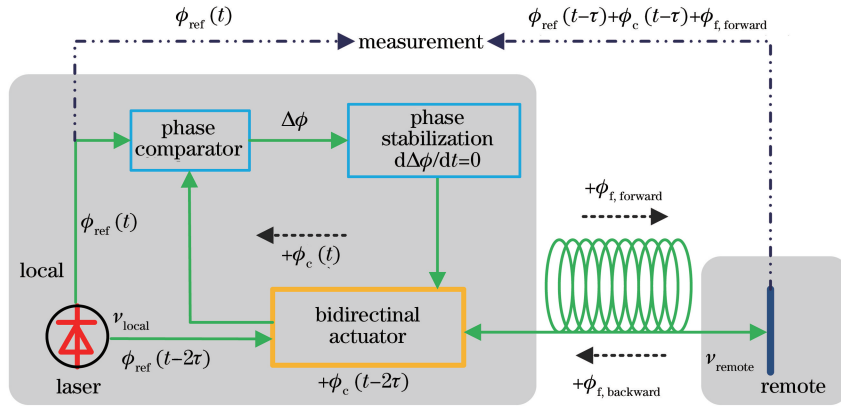 ϕref (t)
measurement
ϕref (t−τ)+ϕc (t−τ)+ϕf, forward
phase
comparator
Δϕ
phase
stabilization
dΔϕ/dt=0
+ϕf, forward
ϕref (t)
+ϕc (t)
local
νlocal
bidirectinal
actuator
ϕref (t−2τ)
laser
+ϕc (t−2τ)
+ϕf, backward
νremote
remote